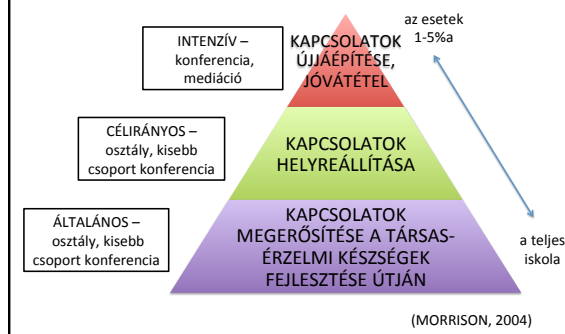 INTENZÍV –
konferencia,
mediáció
KAPCSOLATOK
ÚJJÁÉPÍTÉSE,
JÓVÁTÉTEL
az esetek
1-5%a
CÉLIRÁNYOS –
osztály, kisebb
csoport konferencia
KAPCSOLATOK
HELYREÁLLÍTÁSA
ÁLTALÁNOS –
osztály, kisebb
csoport konferencia
KAPCSOLATOK
MEGERŐSÍTÉSE A TÁRSAS-
ÉRZELMI KÉSZSÉGEK
FEJLESZTÉSE ÚTJÁN
a teljes
iskola
(MORRISON, 2004)